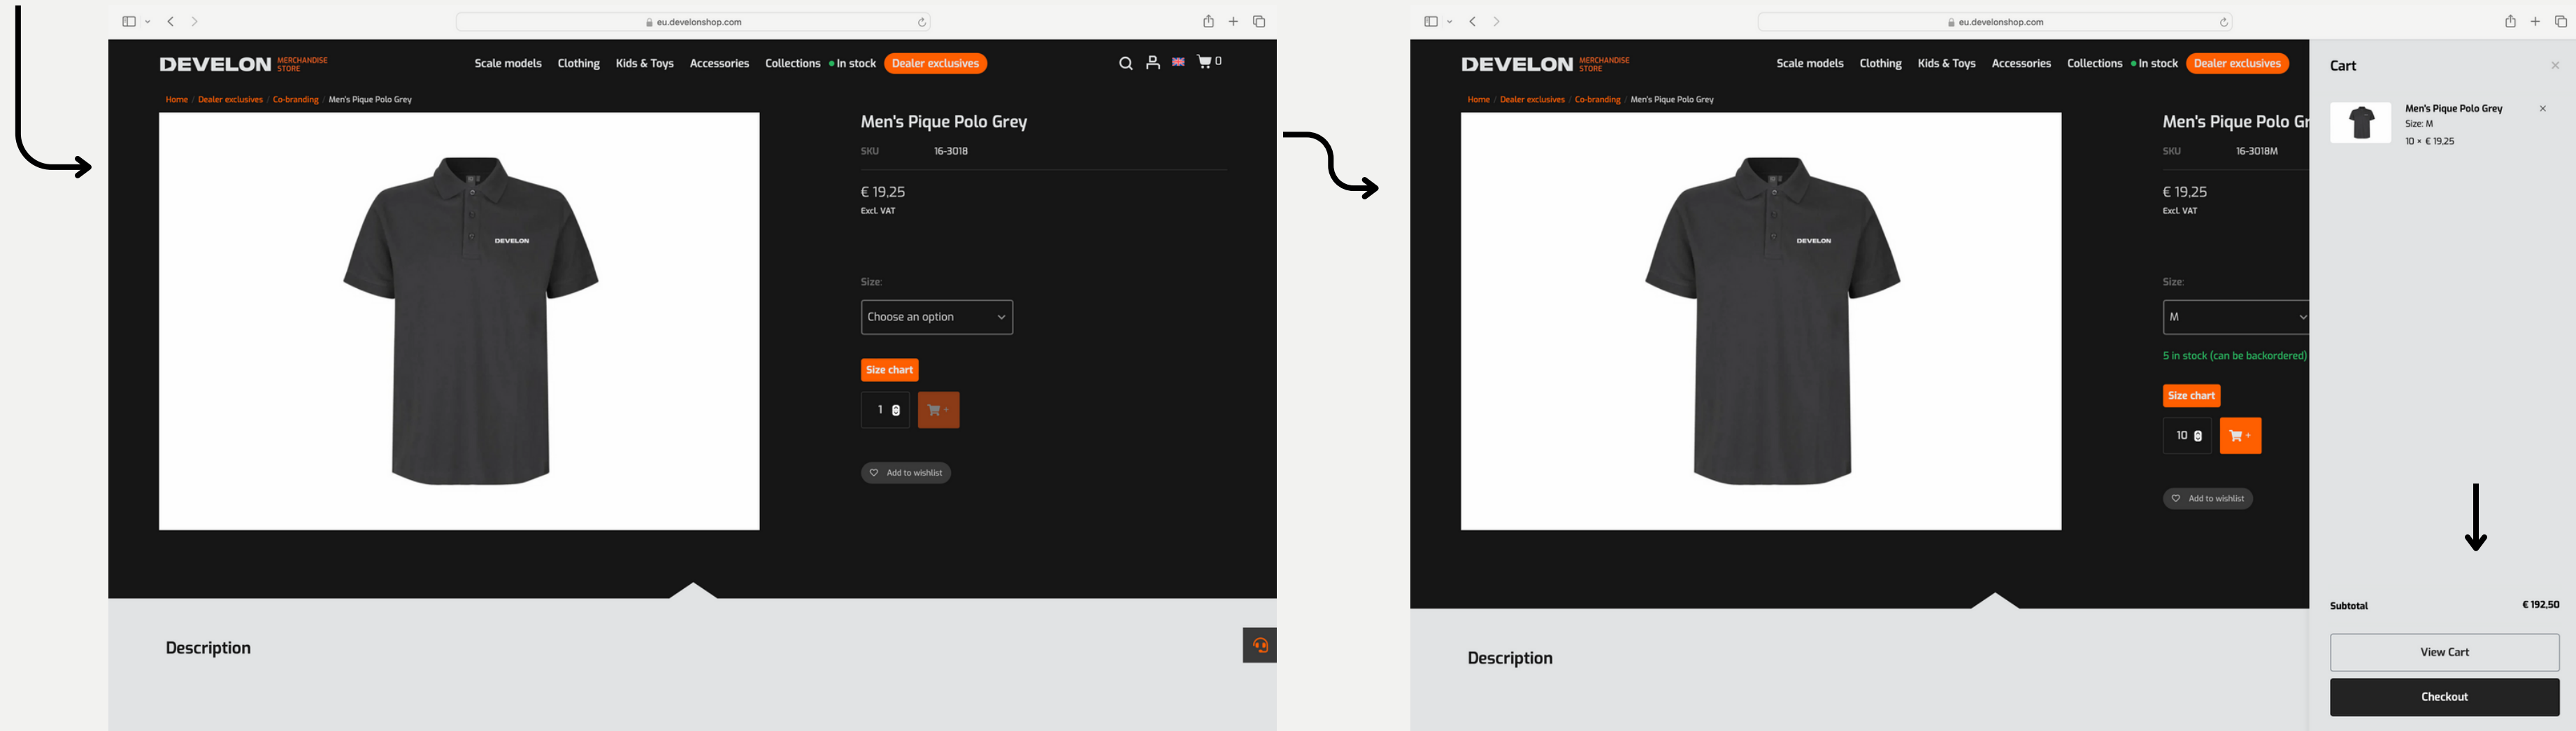 eu.develonshop.com
DEVELON MERCHANDISE STORE
Scale models Clothing Kids & Toys Accessories Collections In stock Dealer exclusives 0
Home / Dealer exclusives / Co-branding / Men's Pique Polo Grey
DEVELON
Men's Pique Polo Grey
SKU 16-3018
€ 19,25
Excl. VAT
Size:
Choose an option
Size chart
1 +
Add to wishlist
Description
eu.develonshop.com
DEVELON MERCHANDISE STORE
Scale models Clothing Kids & Toys Accessories Collections In stock Dealer exclusives
Home / Dealer exclusives / Co-branding / Men's Pique Polo Grey
DEVELON
Men's Pique Polo Gr
SKU 16-3018M
€ 19,25
Excl. VAT
Size:
M
5 in stock (can be backordered)
Size chart
10 +
Add to wishlist
Description
Cart ×
Men's Pique Polo Grey ×
Size: M
10 × € 19,25
Subtotal € 192,50
View Cart
Checkout